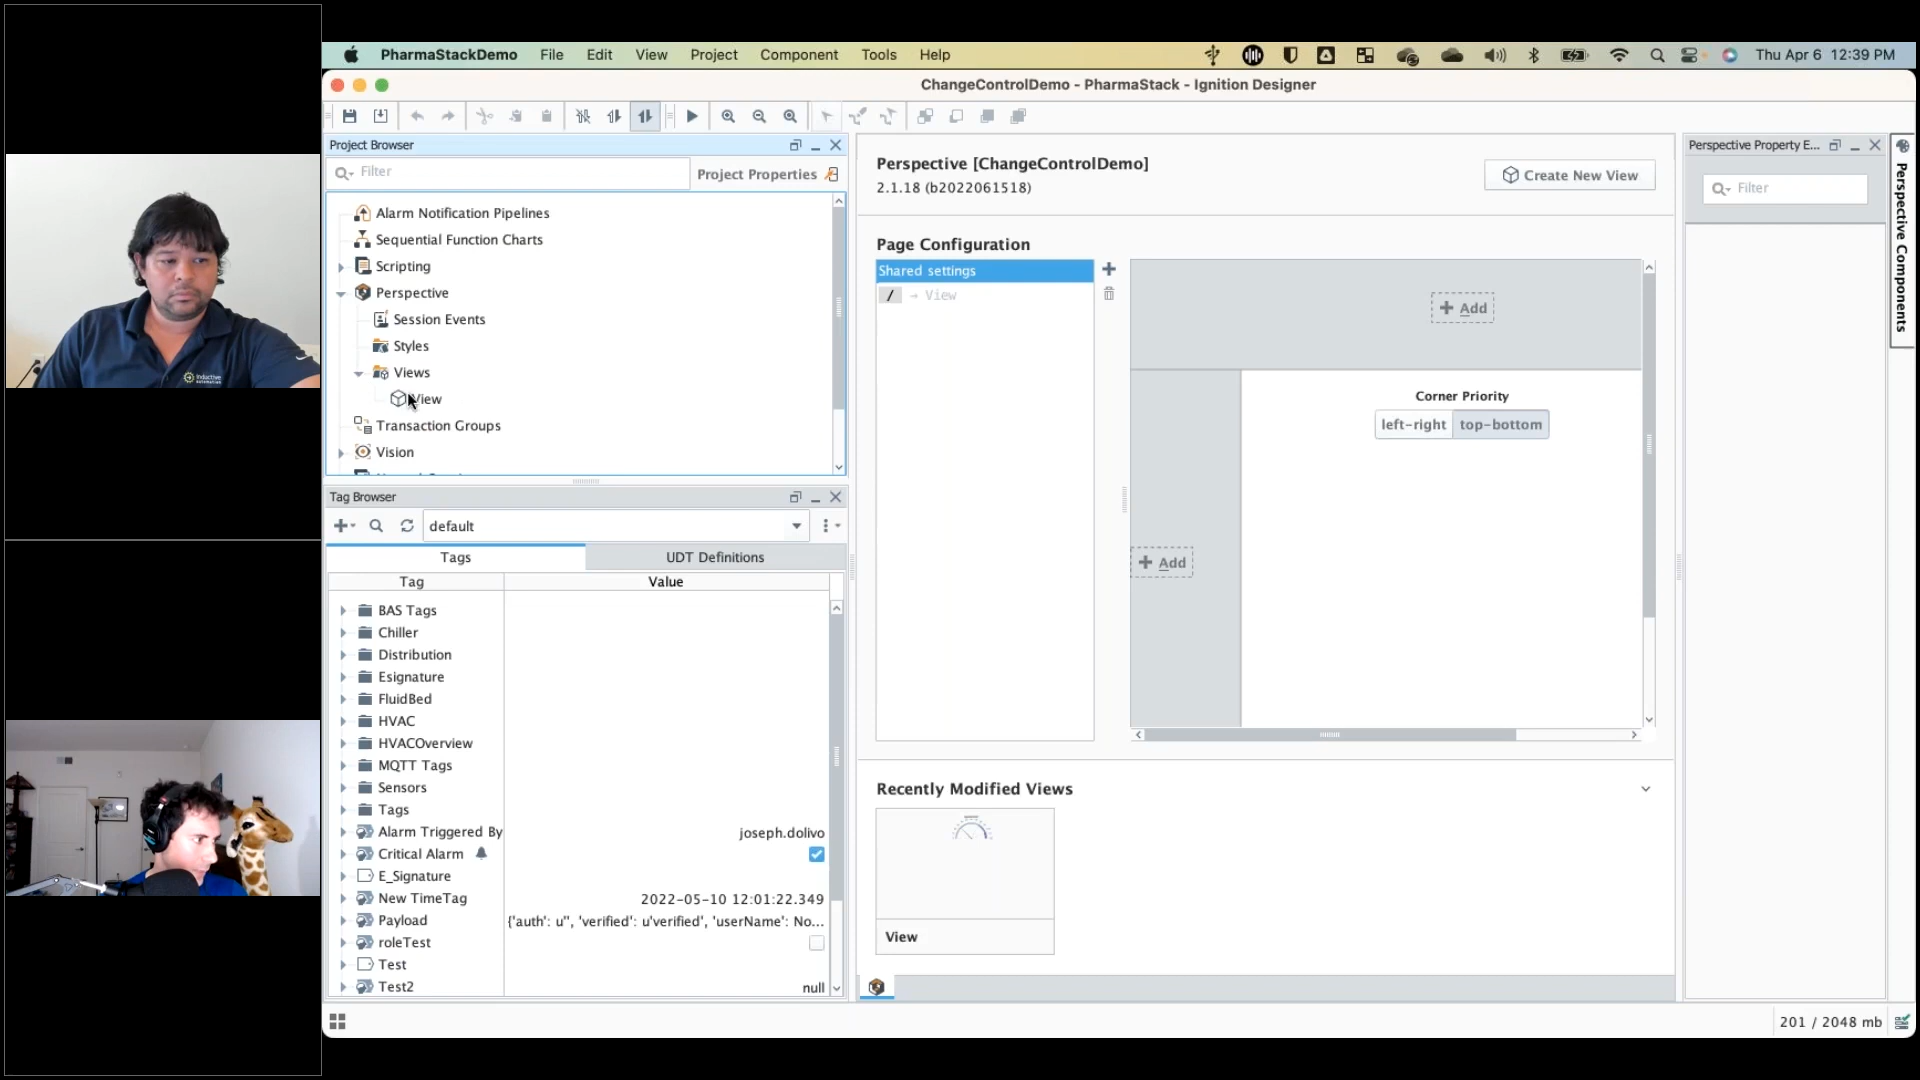 PharmaStackDemo File Edit View Project Component Tools Help
Thu Apr 6 12:39 PM
ChangeControlDemo - PharmaStack - Ignition Designer
Project Browser
Filter
Project Properties
Alarm Notification Pipelines
Sequential Function Charts
Scripting
Perspective
Session Events
Styles
Views
View
Transaction Groups
Vision
Tag Browser
default
Tags
UDT Definitions
Tag
Value
BAS Tags
Chiller
Distribution
Esignature
FluidBed
HVAC
HVACOverview
MQTT Tags
Sensors
Tags
Alarm Triggered By
joseph.dolivo
Critical Alarm
E_Signature
New TimeTag
2022-05-10 12:01:22.349
Payload
{'auth': u'', 'verified': u'verified', 'userName': No...
roleTest
Test
Test2
null
Perspective [ChangeControlDemo]
2.1.18 (b2022061518)
Create New View
Page Configuration
Shared settings
/ → View
+ Add
Corner Priority
left-right
top-bottom
+ Add
Recently Modified Views
View
Perspective Property E...
Filter
Perspective Components
201 / 2048 mb
inductive
automation